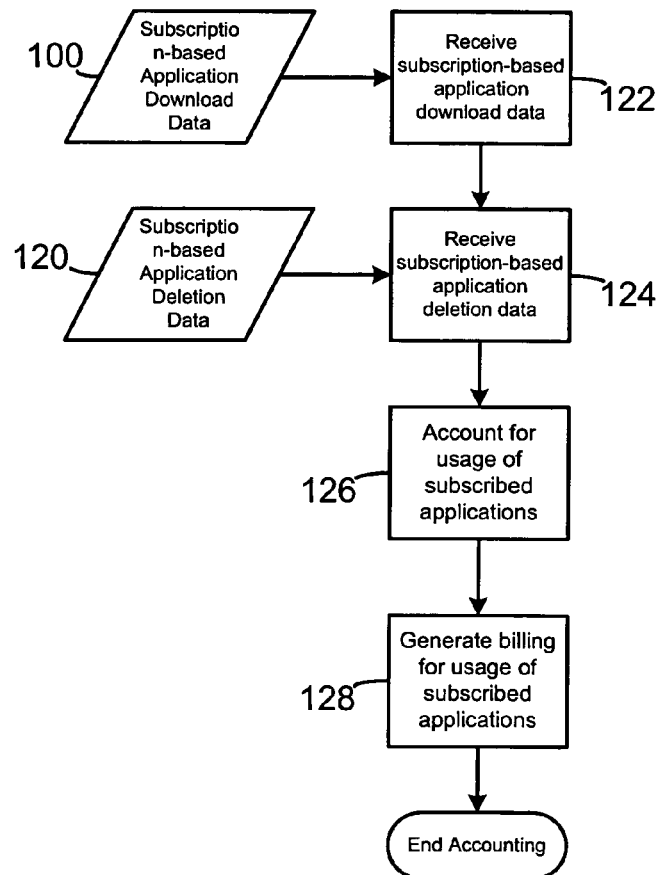 100
Subscriptio
n-based
Application
Download
Data
Receive
subscription-based
application
download data
122
120
Subscriptio
n-based
Application
Deletion
Data
Receive
subscription-based
application
deletion data
124
126
Account for
usage of
subscribed
applications
128
Generate billing
for usage of
subscribed
applications
End Accounting